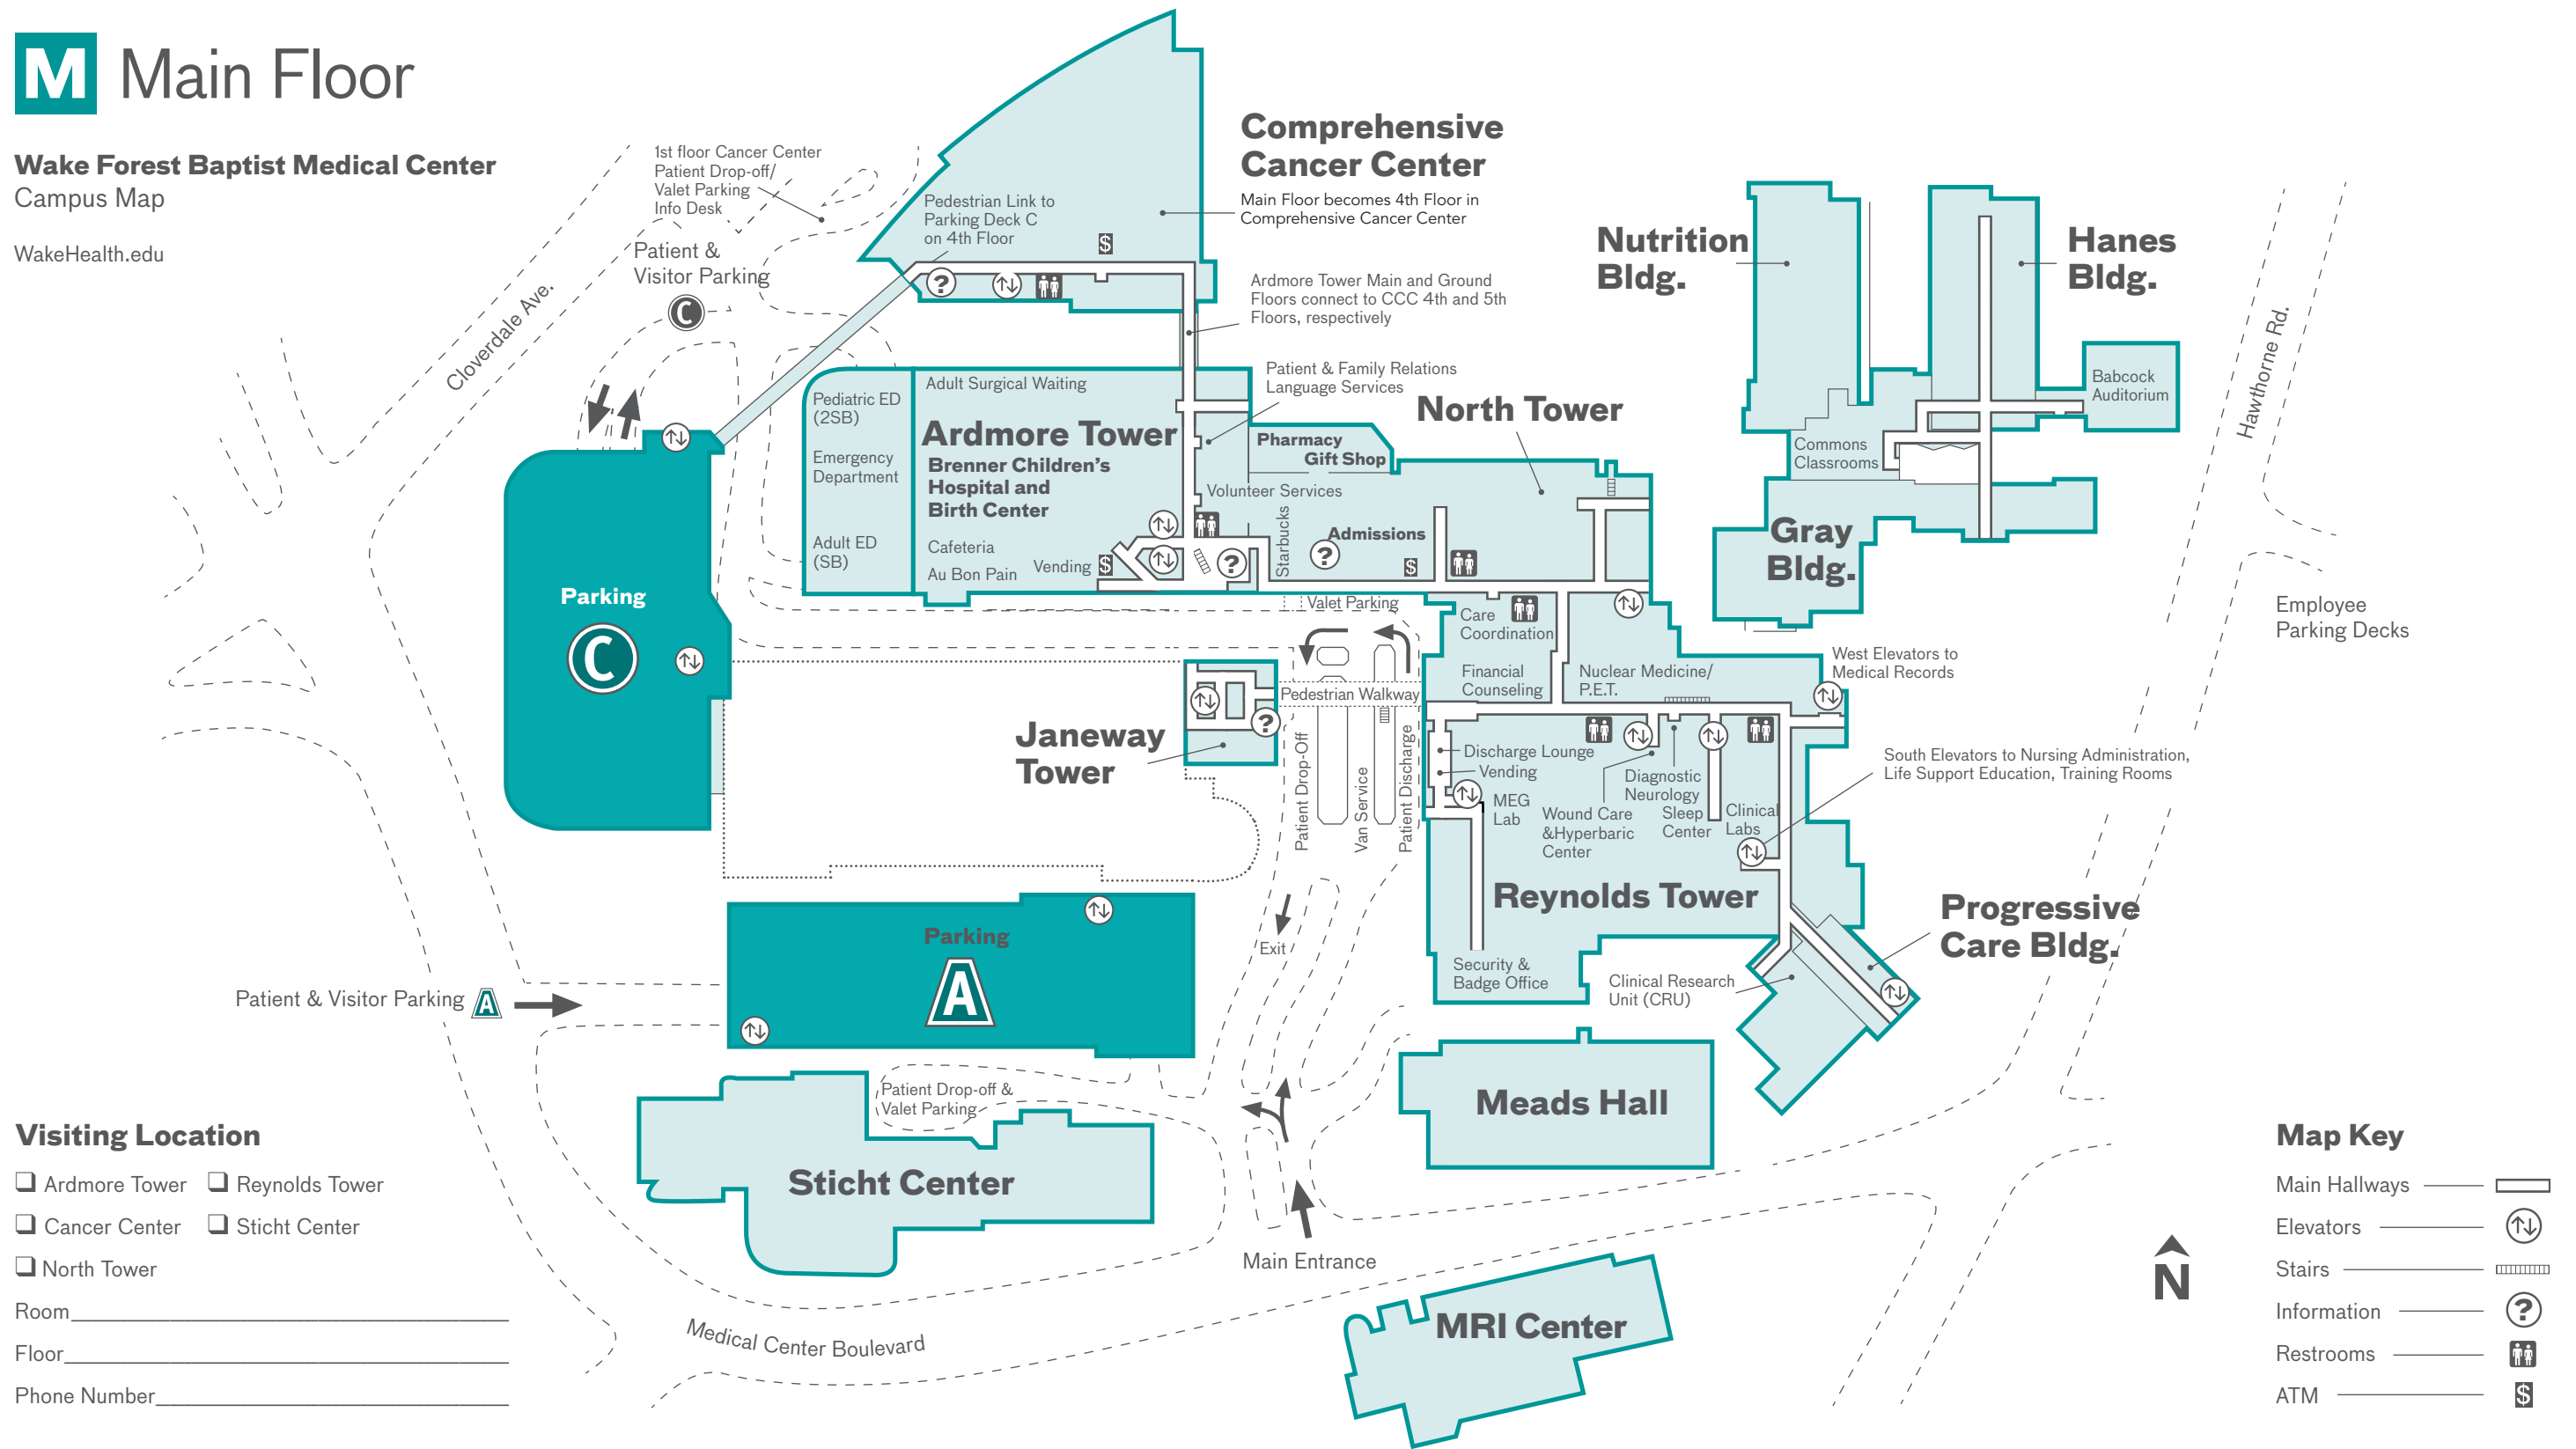 M Main Floor
Wake Forest Baptist Medical Center
Campus Map
WakeHealth.edu
1st floor Cancer Center
Patient Drop-off/
Valet Parking
Info Desk
Patient &
Visitor Parking
C
Cloverdale Ave.
Pedestrian Link to
Parking Deck C
on 4th Floor
$
?
Comprehensive
Cancer Center
Main Floor becomes 4th Floor in
Comprehensive Cancer Center
Ardmore Tower Main and Ground
Floors connect to CCC 4th and 5th
Floors, respectively
Patient & Family Relations
Language Services
Nutrition
Bldg.
Hanes
Bldg.
Babcock
Auditorium
Commons
Classrooms
Gray
Bldg.
Hawthorne Rd.
Employee
Parking Decks
Pediatric ED
(2SB)
Emergency
Department
Adult ED
(SB)
Adult Surgical Waiting
Ardmore Tower
Brenner Children's
Hospital and
Birth Center
Cafeteria
Au Bon Pain
Vending
$
?
Pharmacy
Gift Shop
Volunteer Services
Starbucks
North Tower
Admissions
?
$
Valet Parking
Care
Coordination
Financial
Counseling
Nuclear Medicine/
P.E.T.
West Elevators to
Medical Records
Parking
C
Janeway
Tower
?
Pedestrian Walkway
Patient Drop-Off
Van Service
Patient Discharge
Discharge Lounge
Vending
MEG
Lab
Wound Care
&Hyperbaric
Center
Diagnostic
Neurology
Sleep
Center
Clinical
Labs
South Elevators to Nursing Administration,
Life Support Education, Training Rooms
Reynolds Tower
Security &
Badge Office
Clinical Research
Unit (CRU)
Progressive
Care Bldg.
Exit
Parking
A
Patient & Visitor Parking A
Patient Drop-off &
Valet Parking
Sticht Center
Meads Hall
Main Entrance
Medical Center Boulevard
MRI Center
Visiting Location
Ardmore Tower
Reynolds Tower
Cancer Center
Sticht Center
North Tower
Room
Floor
Phone Number
N
Map Key
Main Hallways
Elevators
Stairs
Information ?
Restrooms
ATM $